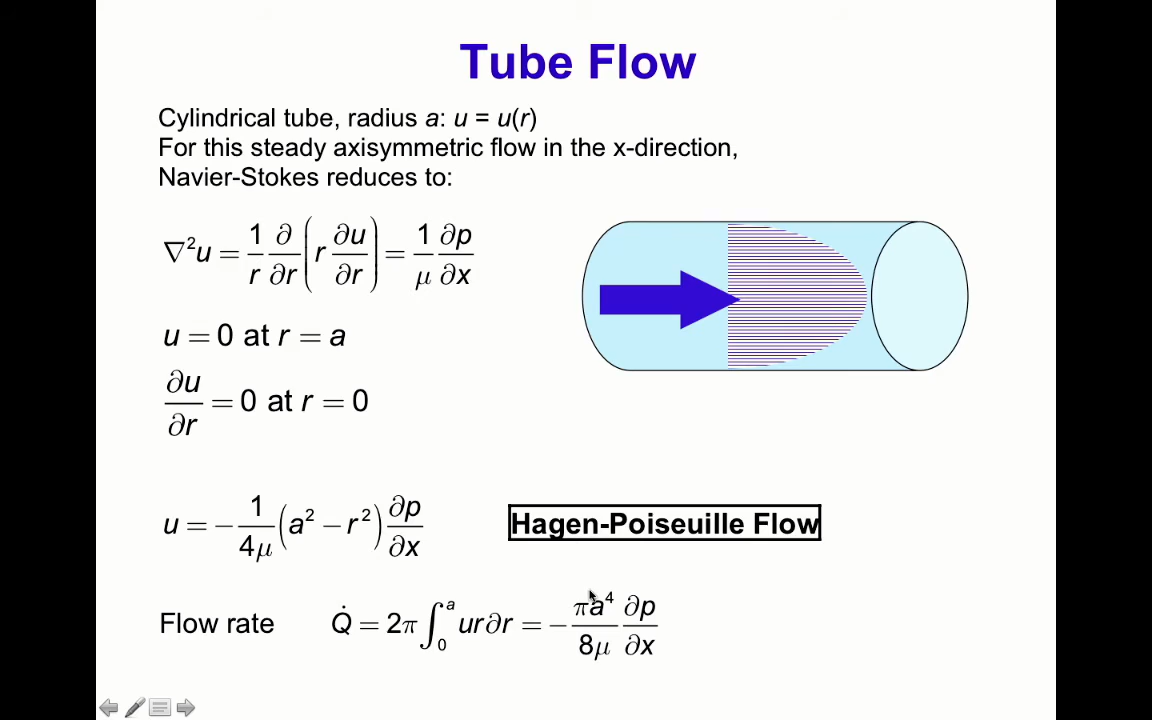 Tube Flow
Cylindrical tube, radius a: u = u(r)
For this steady axisymmetric flow in the x-direction,
Navier-Stokes reduces to:
∇²u = 1/r ∂/∂r (r ∂u/∂r) = 1/μ ∂p/∂x
u = 0 at r = a
∂u/∂r = 0 at r = 0
u = − 1/4μ (a² − r²) ∂p/∂x
Hagen-Poiseuille Flow
Flow rate Q̇ = 2π ∫₀ᵃ ur∂r = − πa⁴/8μ ∂p/∂x